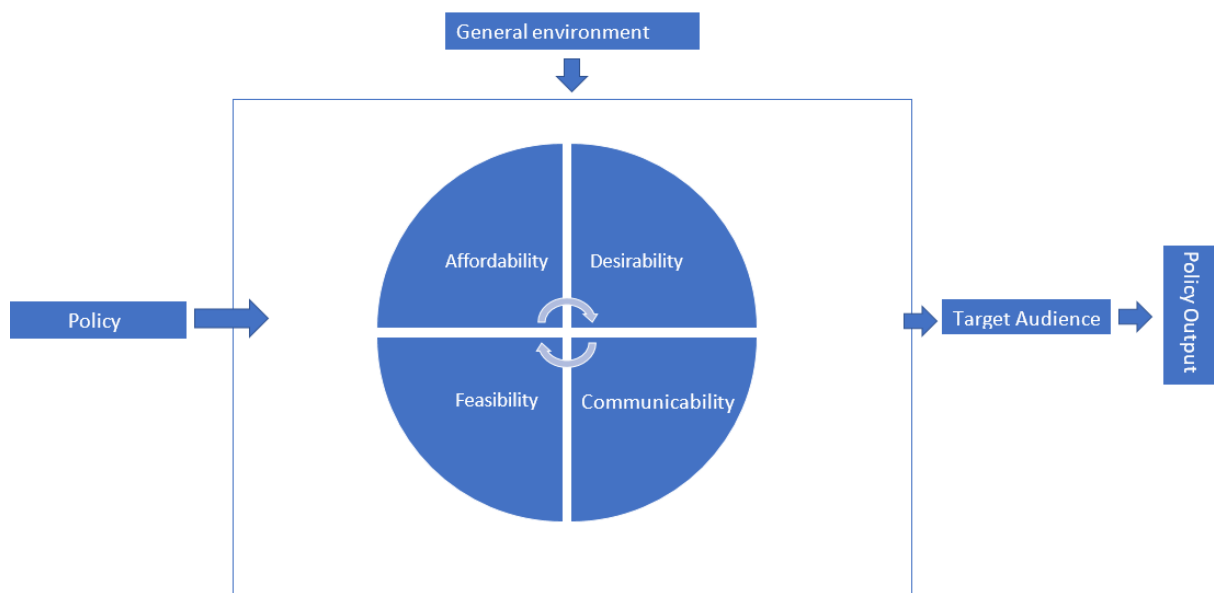 General environment
Affordability
Desirability
Policy
Target Audience
Policy Output
Feasibility
Communicability